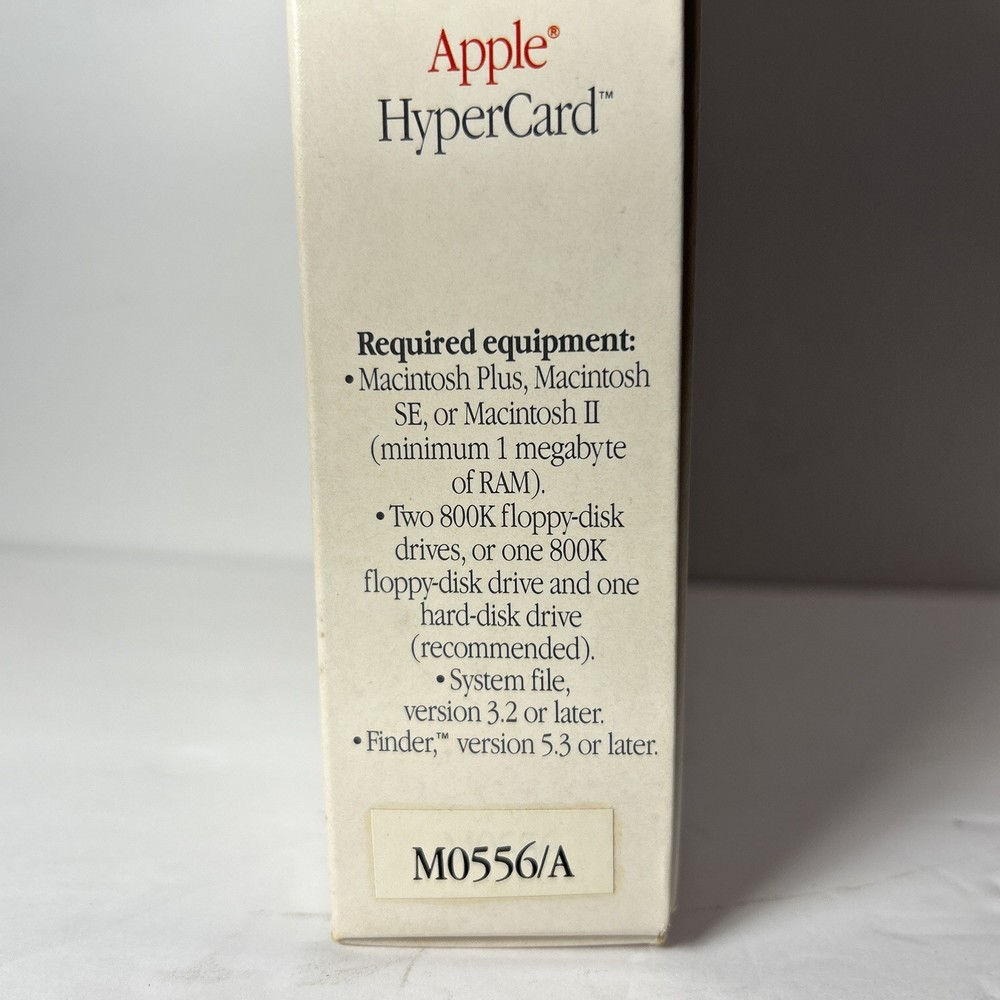 Apple®
HyperCard™
Required equipment:
• Macintosh Plus, Macintosh
SE, or Macintosh II
(minimum 1 megabyte
of RAM).
• Two 800K floppy-disk
drives, or one 800K
floppy-disk drive and one
hard-disk drive
(recommended).
• System file,
version 3.2 or later.
• Finder,™ version 5.3 or later.
M0556/A